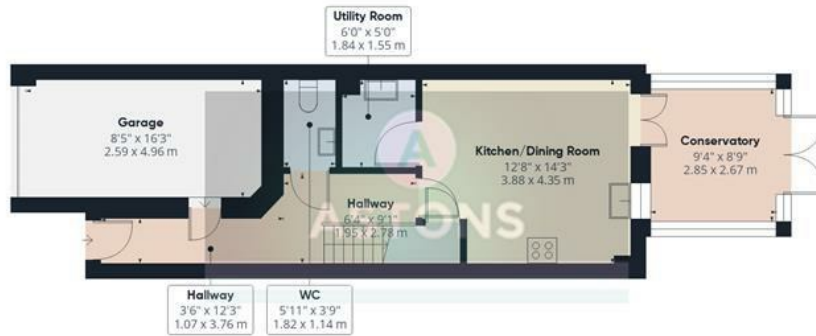 Utility Room
6'0" x 5'0"
1.84 x 1.55 m
Garage
8'5" x 16'3"
2.59 x 4.96 m
Kitchen/Dining Room
12'8" x 14'3"
3.88 x 4.35 m
Conservatory
9'4" x 8'9"
2.85 x 2.67 m
Hallway
6'4" x 9'1"
1.95 x 2.78 m
A
Hallway
3'6" x 12'3"
1.07 x 3.76 m
WC
5'11" x 3'9"
1.82 x 1.14 m